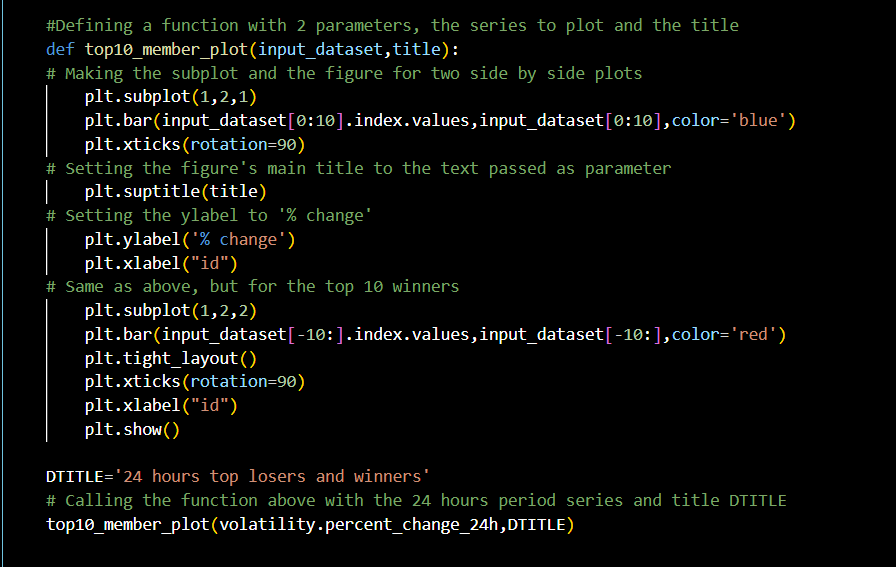 #Defining a function with 2 parameters, the series to plot and the title
def top10_member_plot(input_dataset,title):
# Making the subplot and the figure for two side by side plots
    plt.subplot(1,2,1)
    plt.bar(input_dataset[0:10].index.values,input_dataset[0:10],color='blue')
    plt.xticks(rotation=90)
# Setting the figure's main title to the text passed as parameter
    plt.suptitle(title)
# Setting the ylabel to '% change'
    plt.ylabel('% change')
    plt.xlabel("id")
# Same as above, but for the top 10 winners
    plt.subplot(1,2,2)
    plt.bar(input_dataset[-10:].index.values,input_dataset[-10:],color='red')
    plt.tight_layout()
    plt.xticks(rotation=90)
    plt.xlabel("id")
    plt.show()

DTITLE='24 hours top losers and winners'
# Calling the function above with the 24 hours period series and title DTITLE
top10_member_plot(volatility.percent_change_24h,DTITLE)